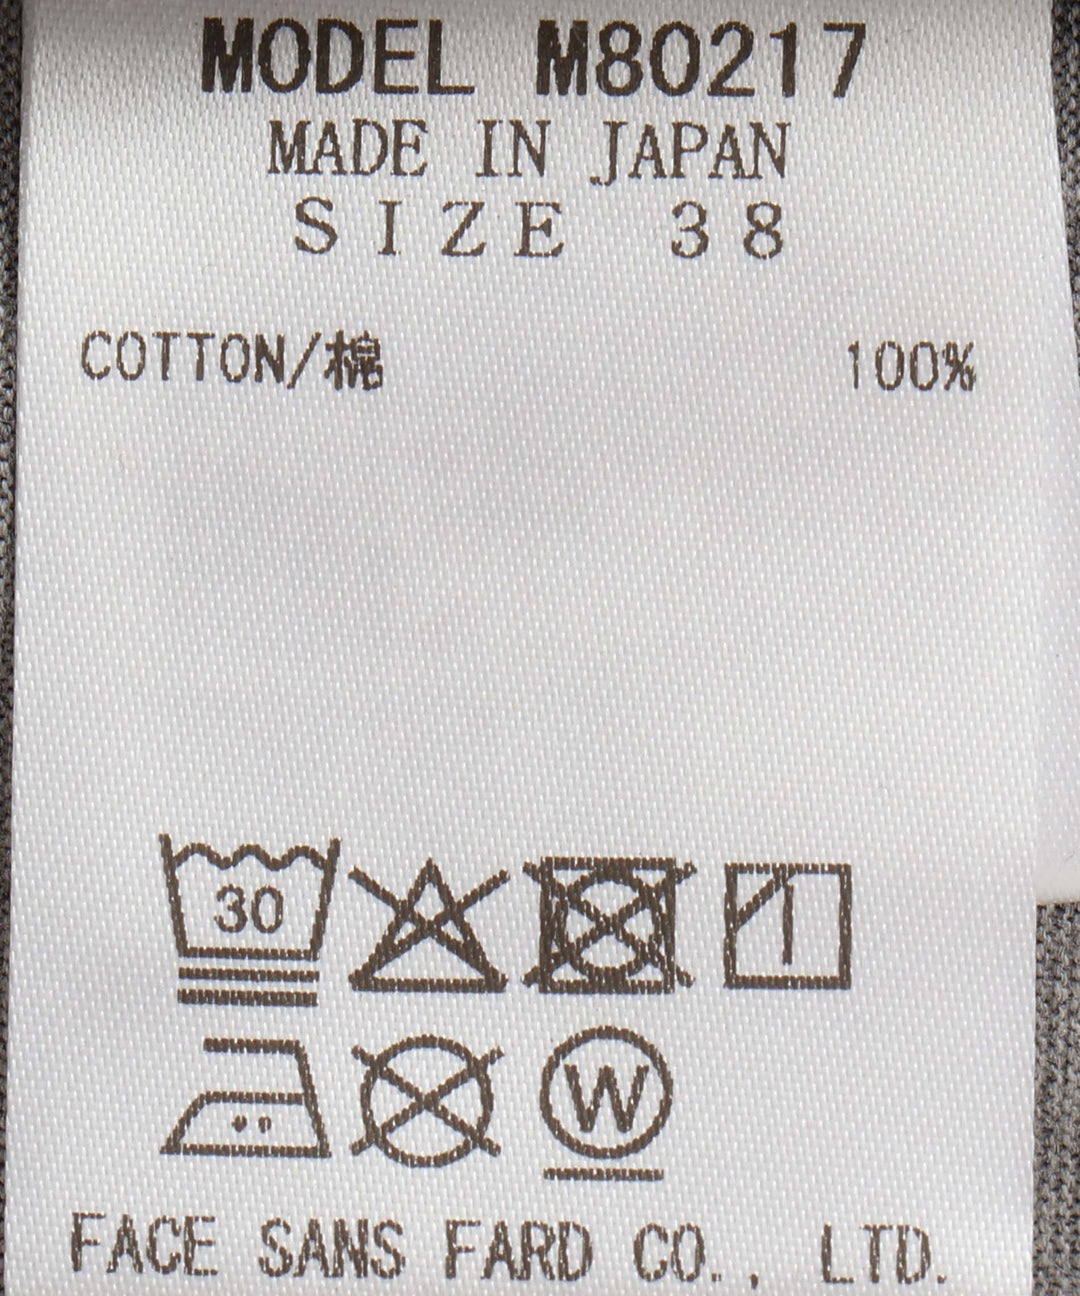 MODEL M80217
MADE IN JAPAN
SIZE 38
COTTON/棉 100%
30
W
FACE SANS FARD CO., LTD.